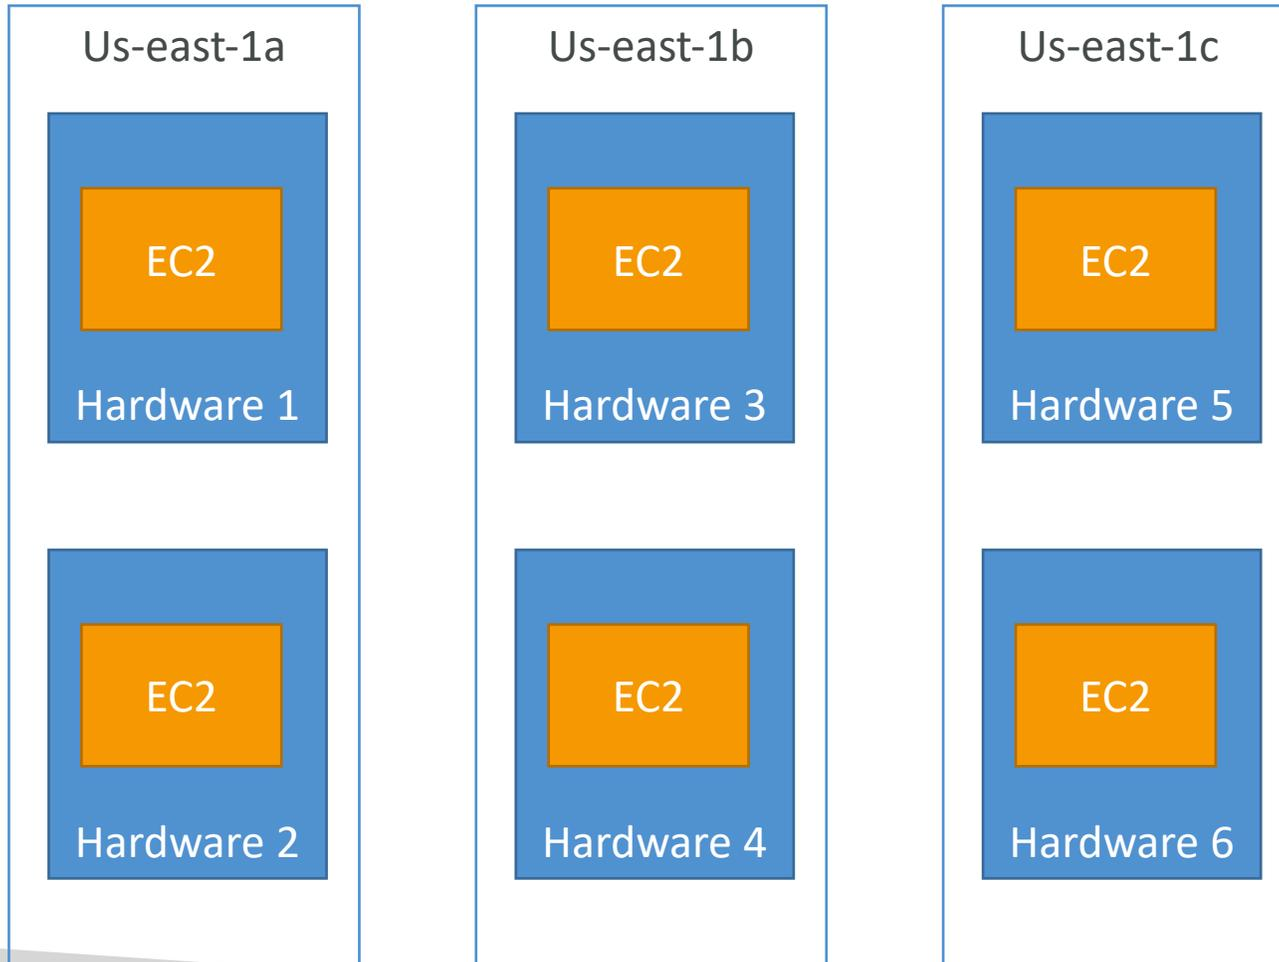 Us-east-1a
EC2
Hardware 1
EC2
Hardware 2
Us-east-1b
EC2
Hardware 3
EC2
Hardware 4
Us-east-1c
EC2
Hardware 5
EC2
Hardware 6